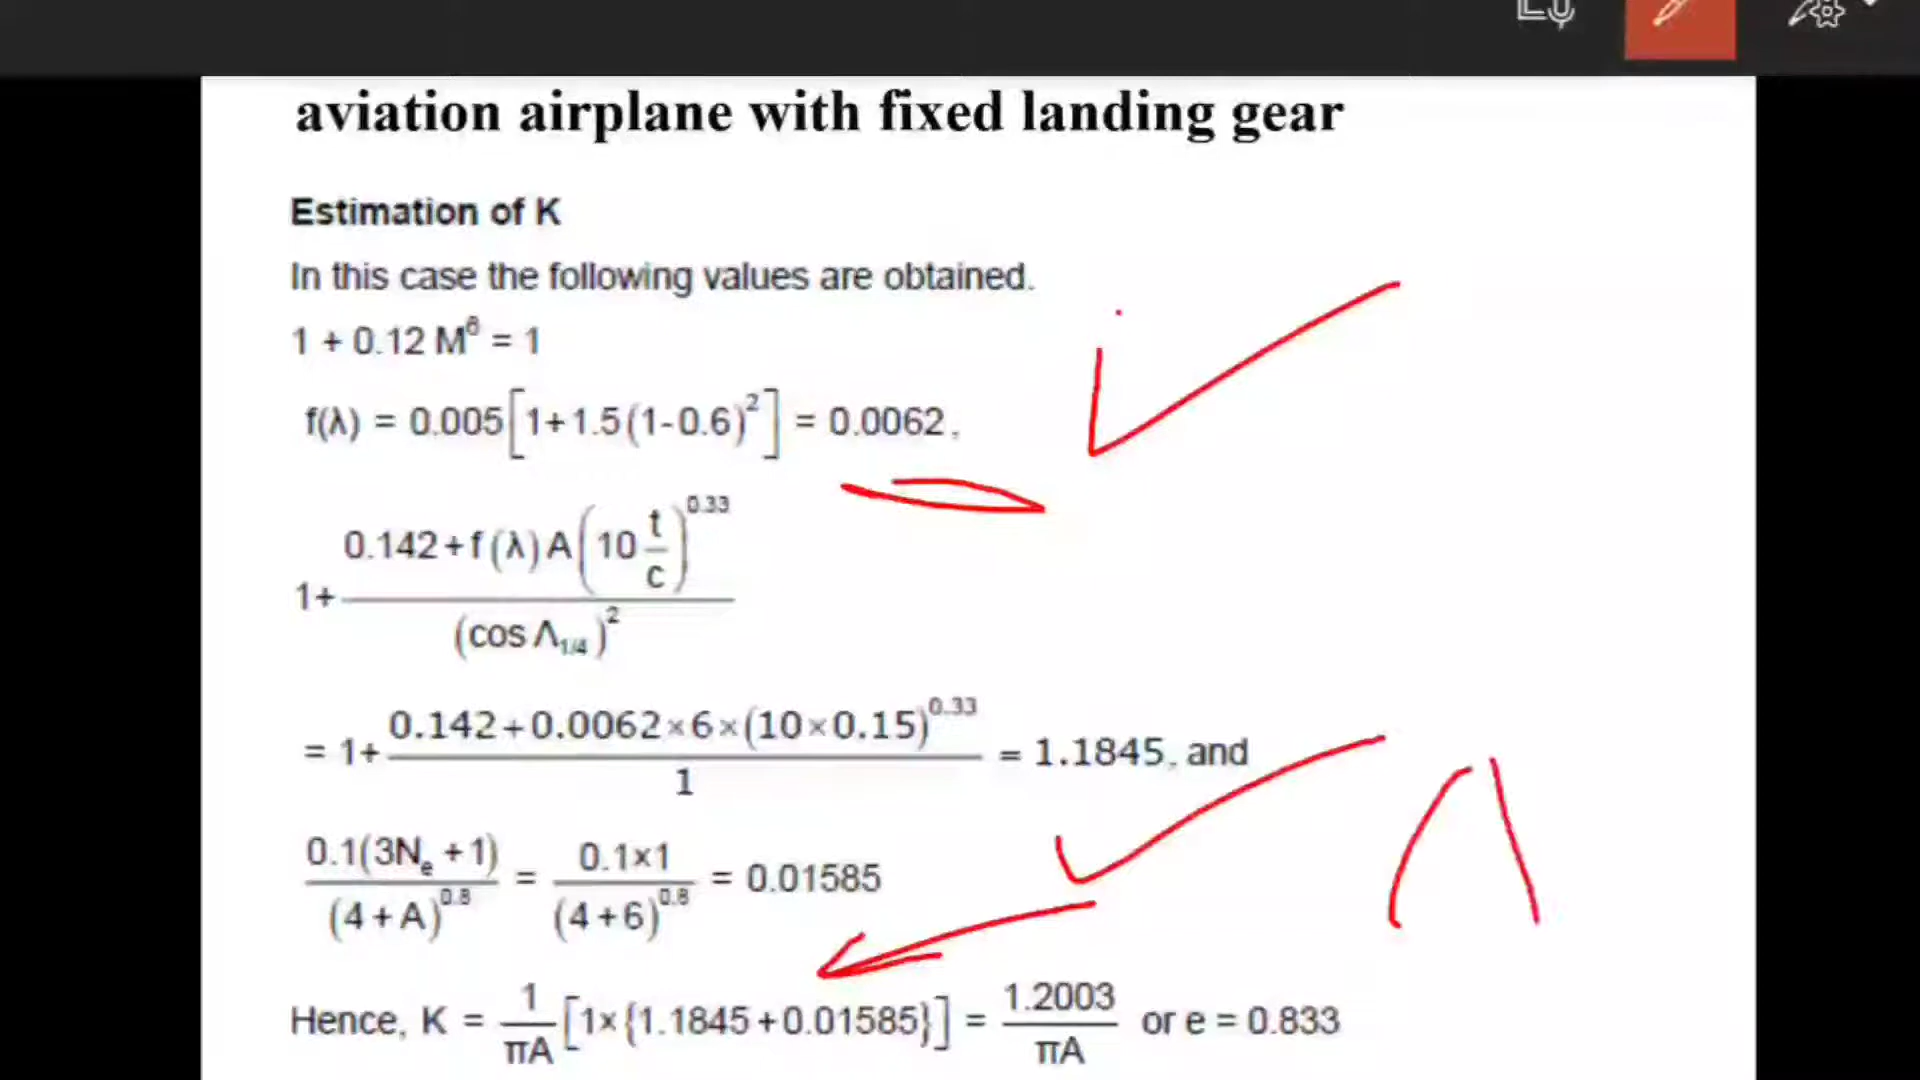 aviation airplane with fixed landing gear
Estimation of K
In this case the following values are obtained.
1 + 0.12 M⁶ = 1
f(λ) = 0.005[1+1.5(1-0.6)²] = 0.0062,
1+ (0.142+f(λ)A(10 t/c)^0.33) / (cos Λ₁/₄)²
= 1+ (0.142+0.0062×6×(10×0.15)^0.33) / 1 = 1.1845, and
0.1(3Nₑ+1) / (4+A)^0.8 = 0.1×1 / (4+6)^0.8 = 0.01585
Hence, K = 1/πA [1×{1.1845+0.01585}] = 1.2003/πA or e = 0.833